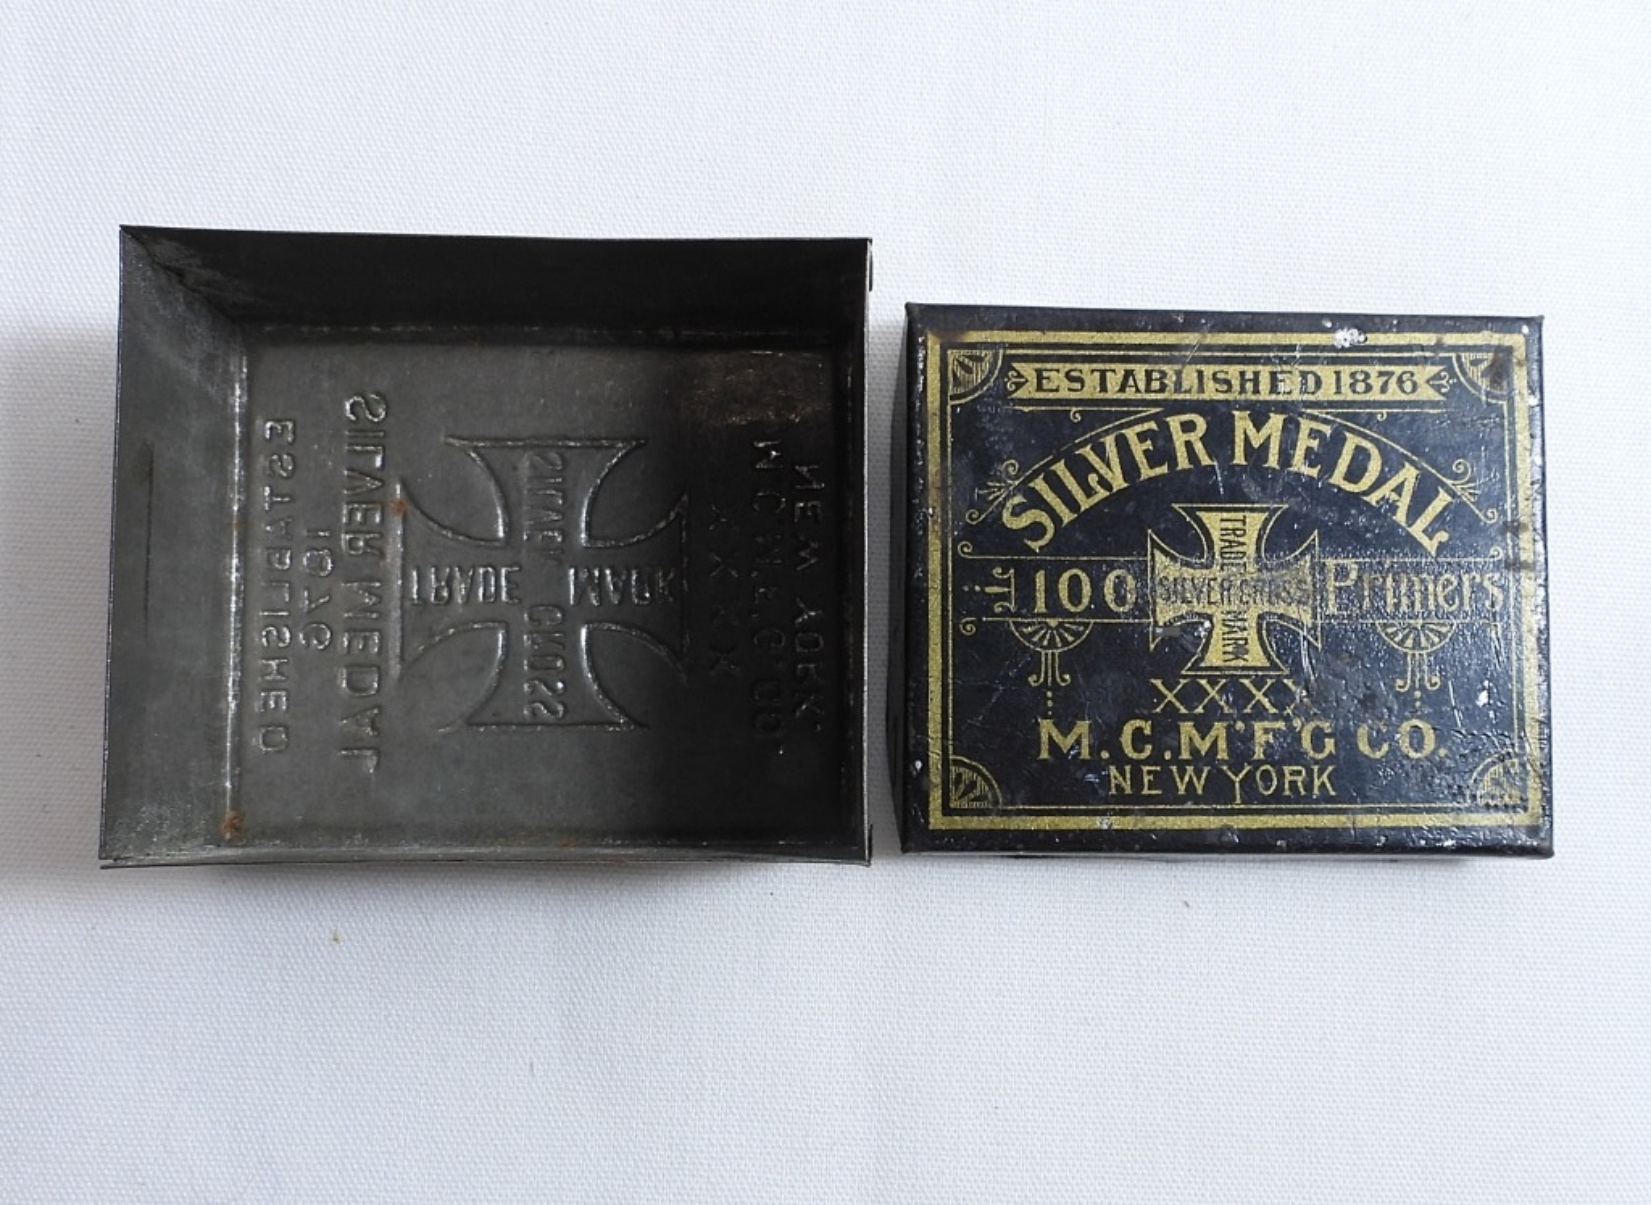 ESTABLISHED
1876
SILVER MEDAL
TRADE MARK
SILVER CROSS
XXXX
M.C.M'F'G CO.
NEW YORK
ESTABLISHED 1876
SILVER MEDAL
100 Primers
TRADE MARK
SILVER CROSS
XXXX
M.C.M'F'G CO.
NEW YORK